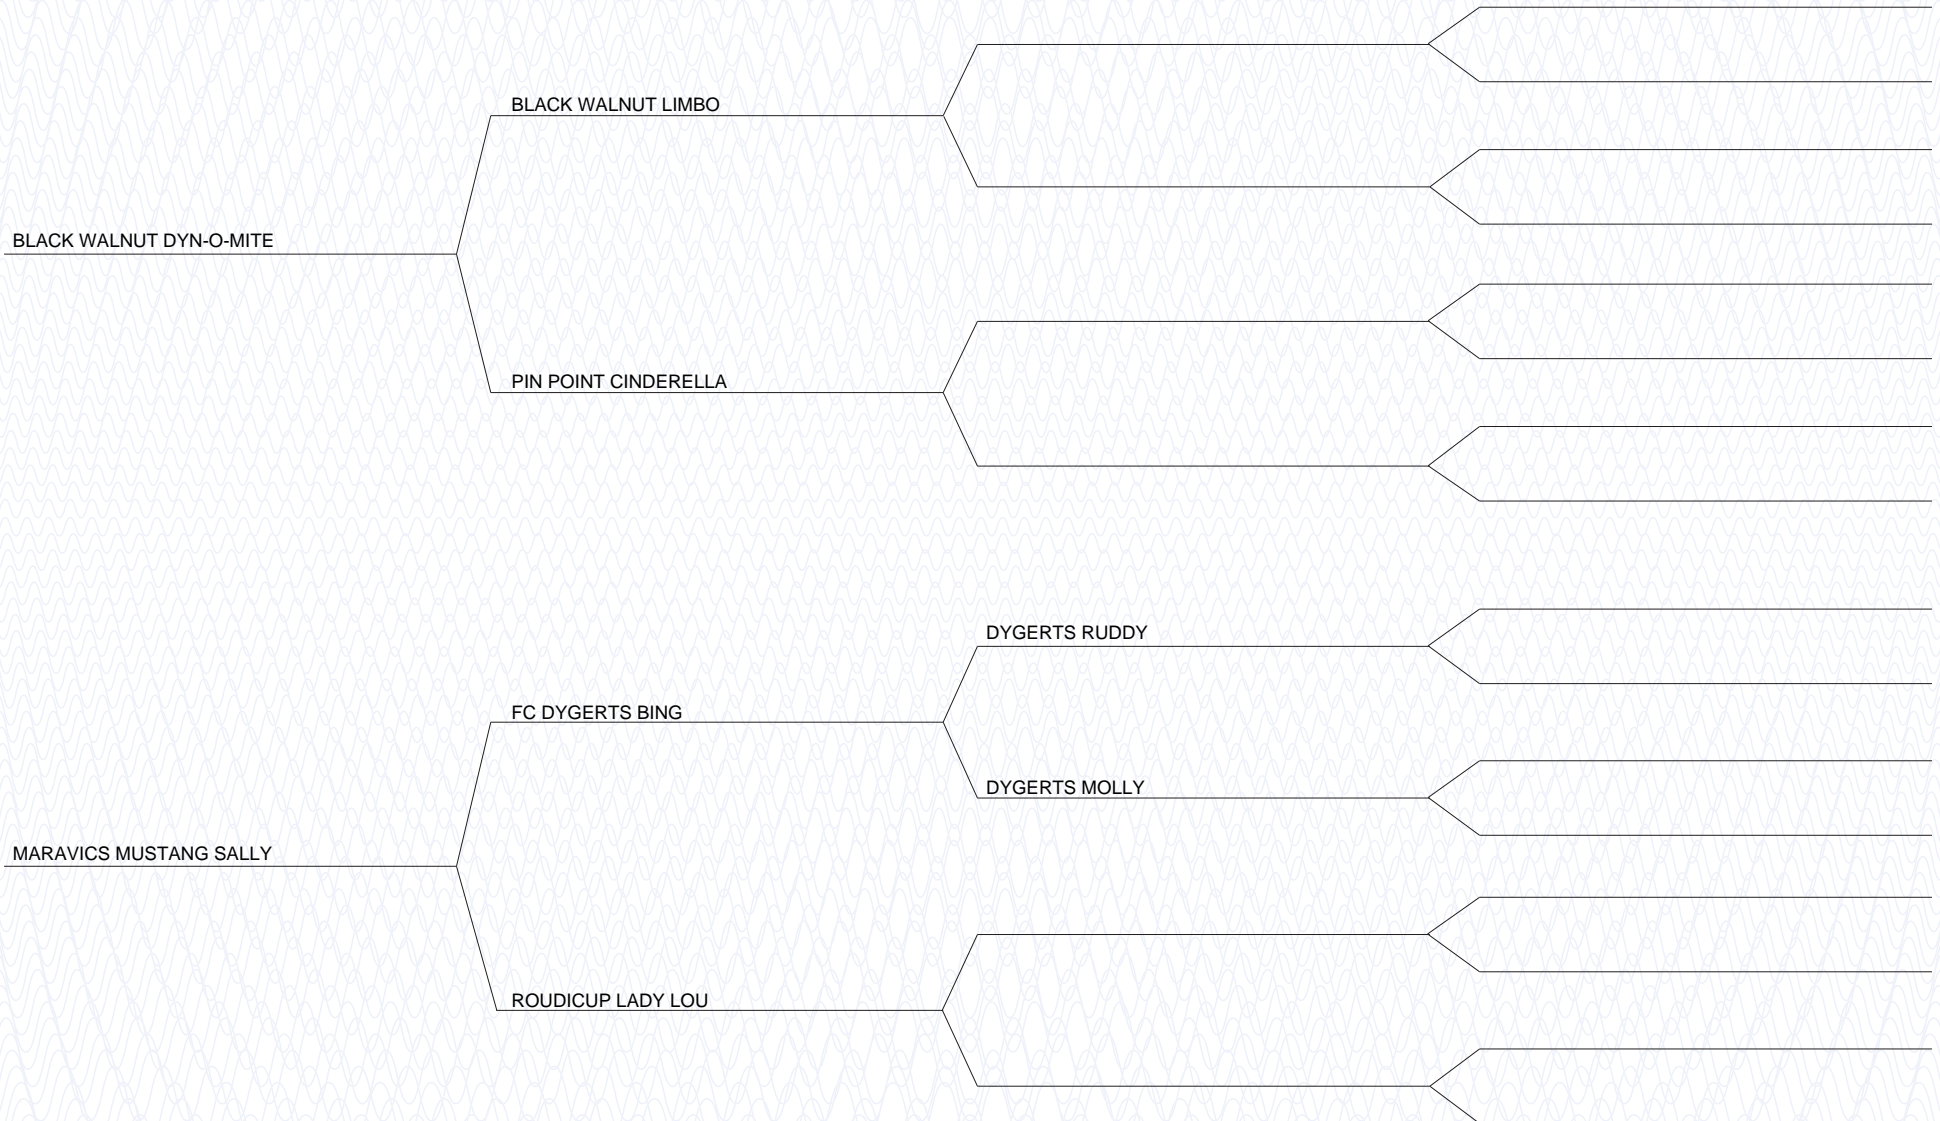 BLACK WALNUT LIMBO
BLACK WALNUT DYN-O-MITE
PIN POINT CINDERELLA
DYGERTS RUDDY
FC DYGERTS BING
DYGERTS MOLLY
MARAVICS MUSTANG SALLY
ROUDICUP LADY LOU